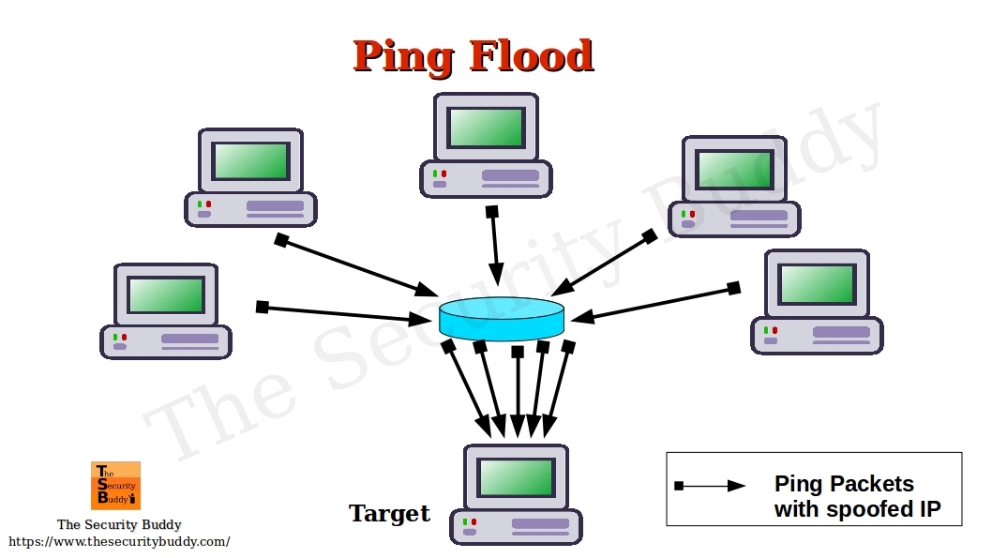 Ping Flood
The Security Buddy
Target
Ping Packets
with spoofed IP
The
Security
Buddy
The Security Buddy
https://www.thesecuritybuddy.com/